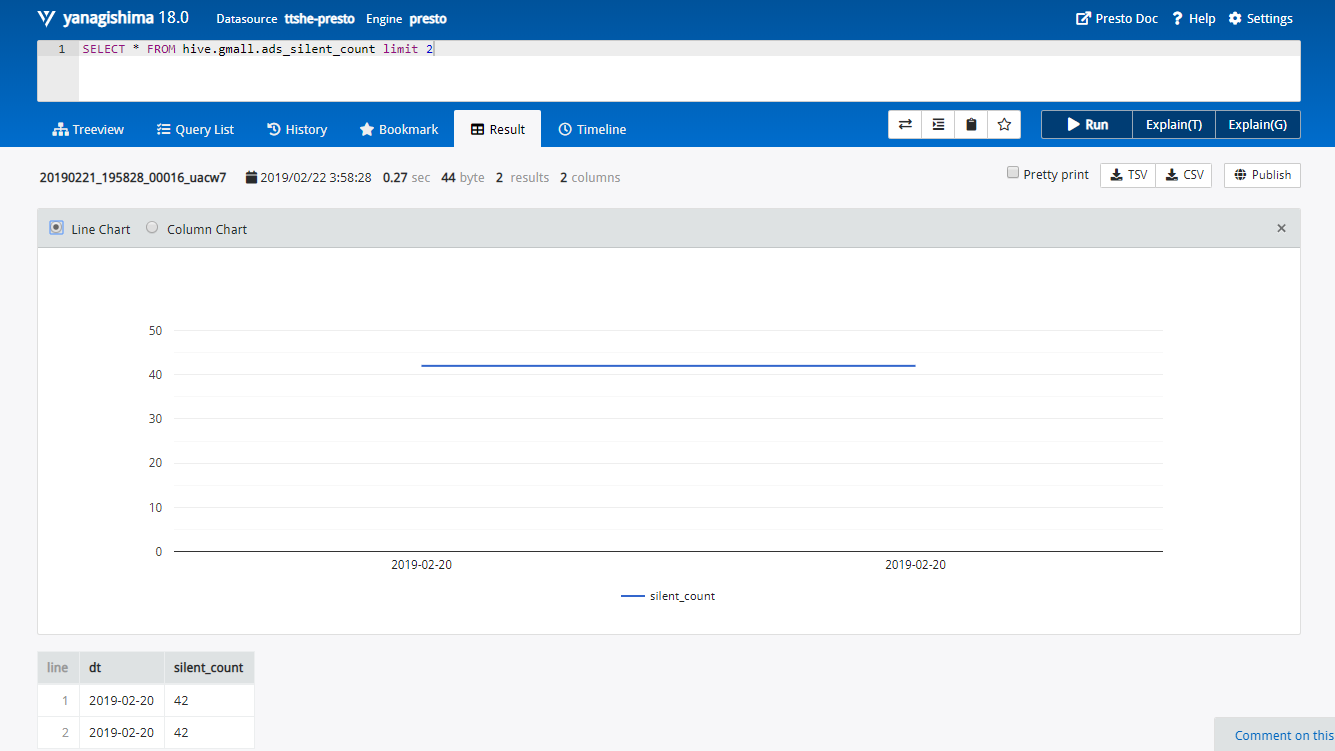 yanagishima 18.0 Datasource ttshe-presto Engine presto Presto Doc Help Settings
1 SELECT * FROM hive.gmall.ads_silent_count limit 2
Treeview Query List History Bookmark Result Timeline Run Explain(T) Explain(G)
20190221_195828_00016_uacw7 2019/02/22 3:58:28 0.27 sec 44 byte 2 results 2 columns Pretty print TSV CSV Publish
Line Chart Column Chart ×
50
40
30
20
10
0
2019-02-20 2019-02-20
silent_count
line dt silent_count
1 2019-02-20 42
2 2019-02-20 42
Comment on this